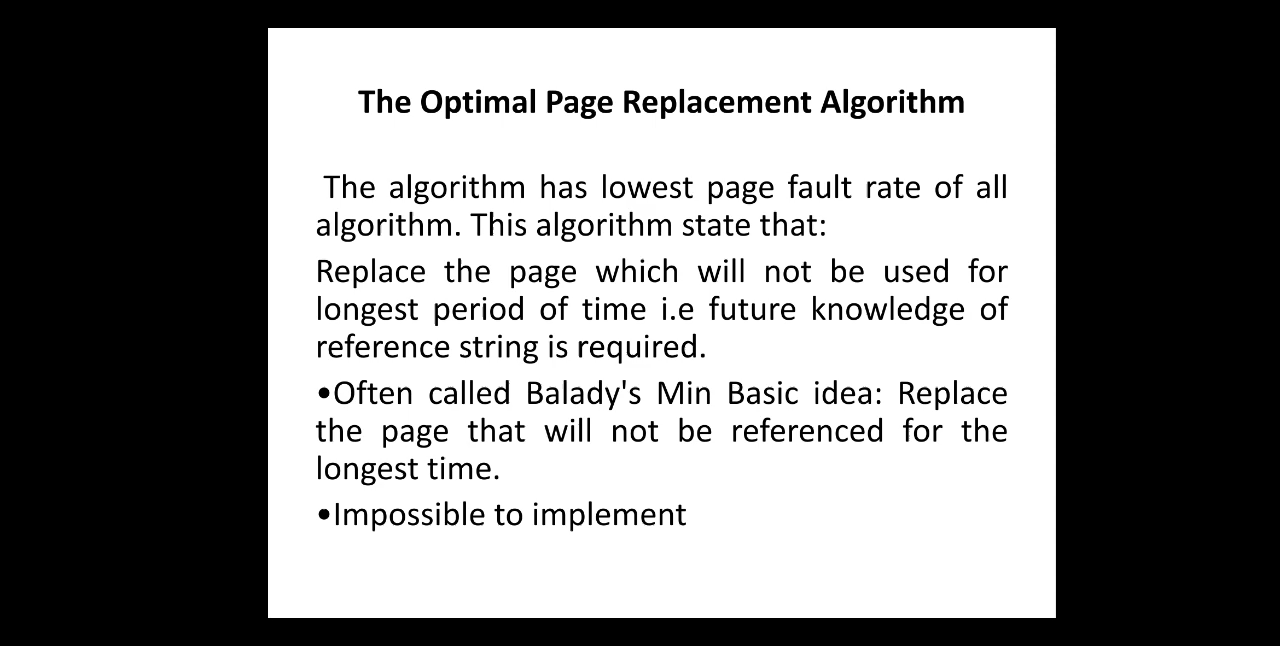 The Optimal Page Replacement Algorithm
The algorithm has lowest page fault rate of all
algorithm. This algorithm state that:
Replace the page which will not be used for
longest period of time i.e future knowledge of
reference string is required.
•Often called Balady's Min Basic idea: Replace
the page that will not be referenced for the
longest time.
•Impossible to implement